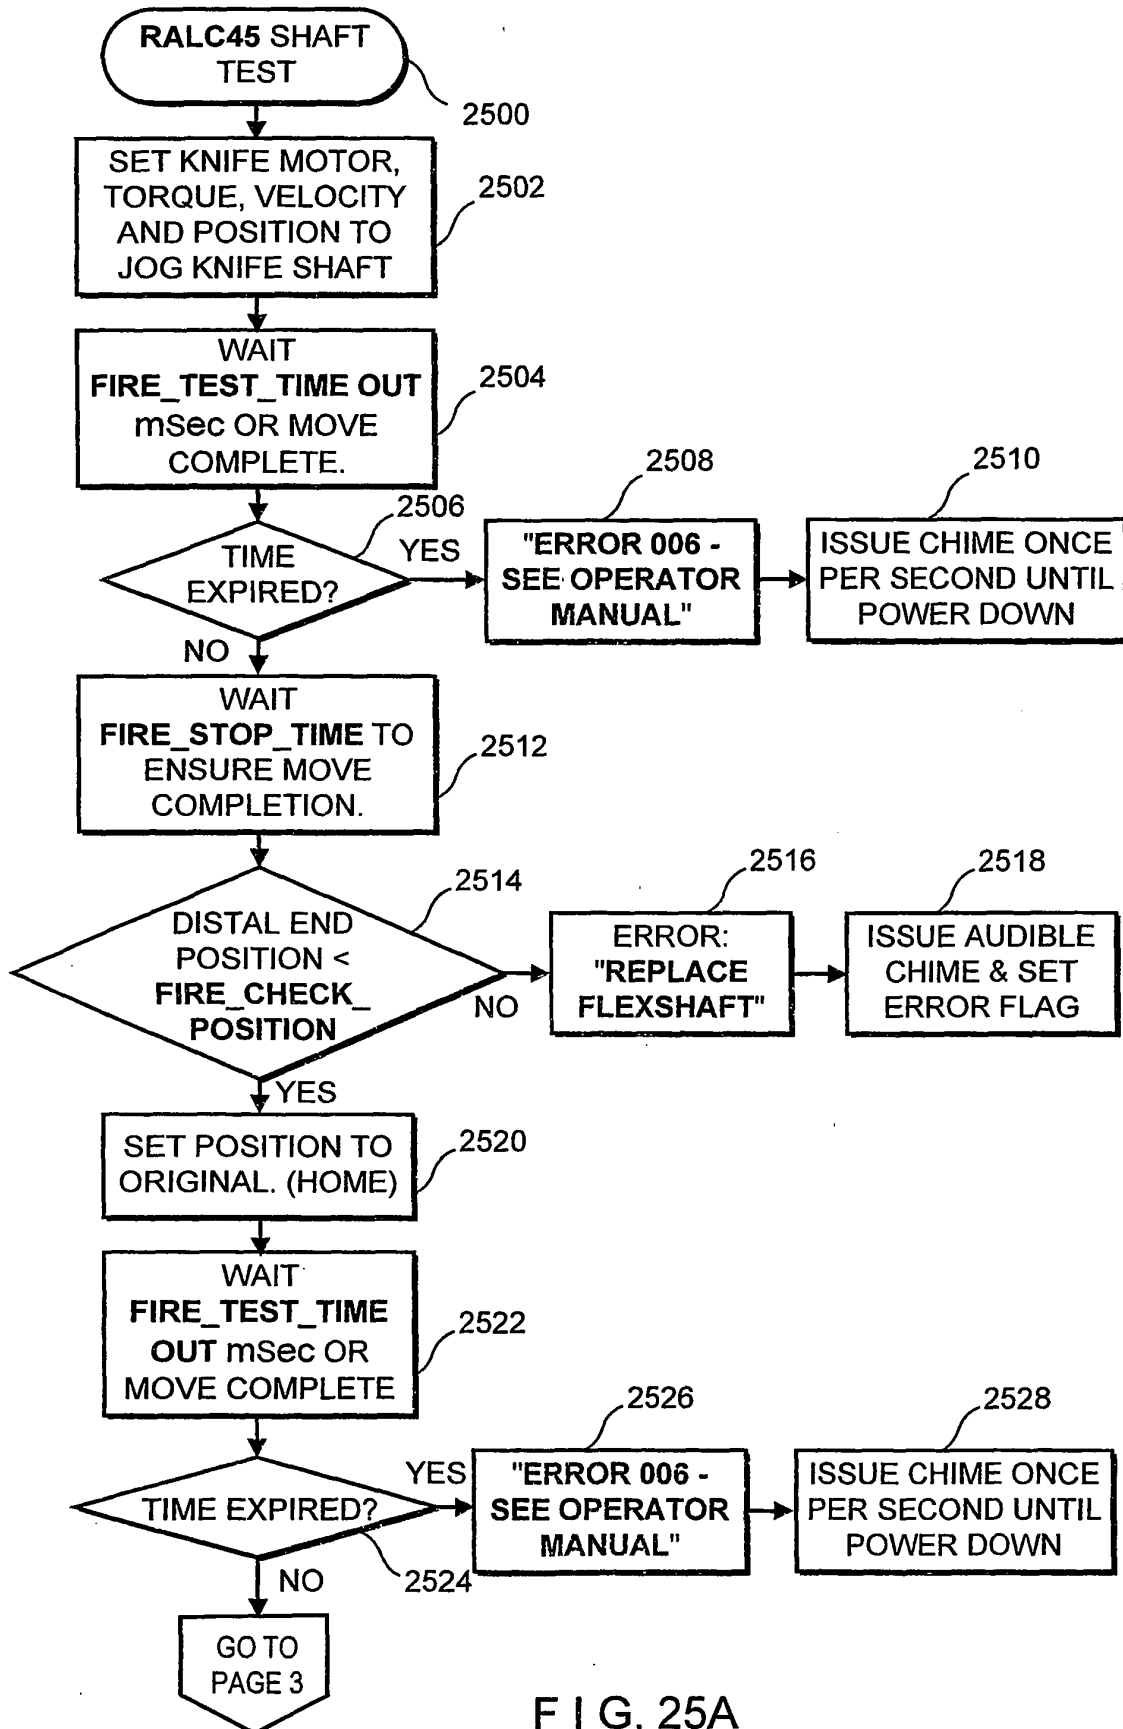 RALC45 SHAFT
TEST
2500
SET KNIFE MOTOR,
TORQUE, VELOCITY
AND POSITION TO
JOG KNIFE SHAFT
2502
WAIT
FIRE_TEST_TIME OUT
mSec OR MOVE
COMPLETE.
2504
TIME
EXPIRED?
2506
YES
NO
"ERROR 006 -
SEE OPERATOR
MANUAL"
2508
ISSUE CHIME ONCE
PER SECOND UNTIL
POWER DOWN
2510
WAIT
FIRE_STOP_TIME TO
ENSURE MOVE
COMPLETION.
2512
DISTAL END
POSITION <
FIRE_CHECK_
POSITION
2514
NO
YES
ERROR:
"REPLACE
FLEXSHAFT"
2516
ISSUE AUDIBLE
CHIME & SET
ERROR FLAG
2518
SET POSITION TO
ORIGINAL. (HOME)
2520
WAIT
FIRE_TEST_TIME
OUT mSec OR
MOVE COMPLETE
2522
TIME EXPIRED?
2524
YES
NO
"ERROR 006 -
SEE OPERATOR
MANUAL"
2526
ISSUE CHIME ONCE
PER SECOND UNTIL
POWER DOWN
2528
GO TO
PAGE 3
FIG. 25A